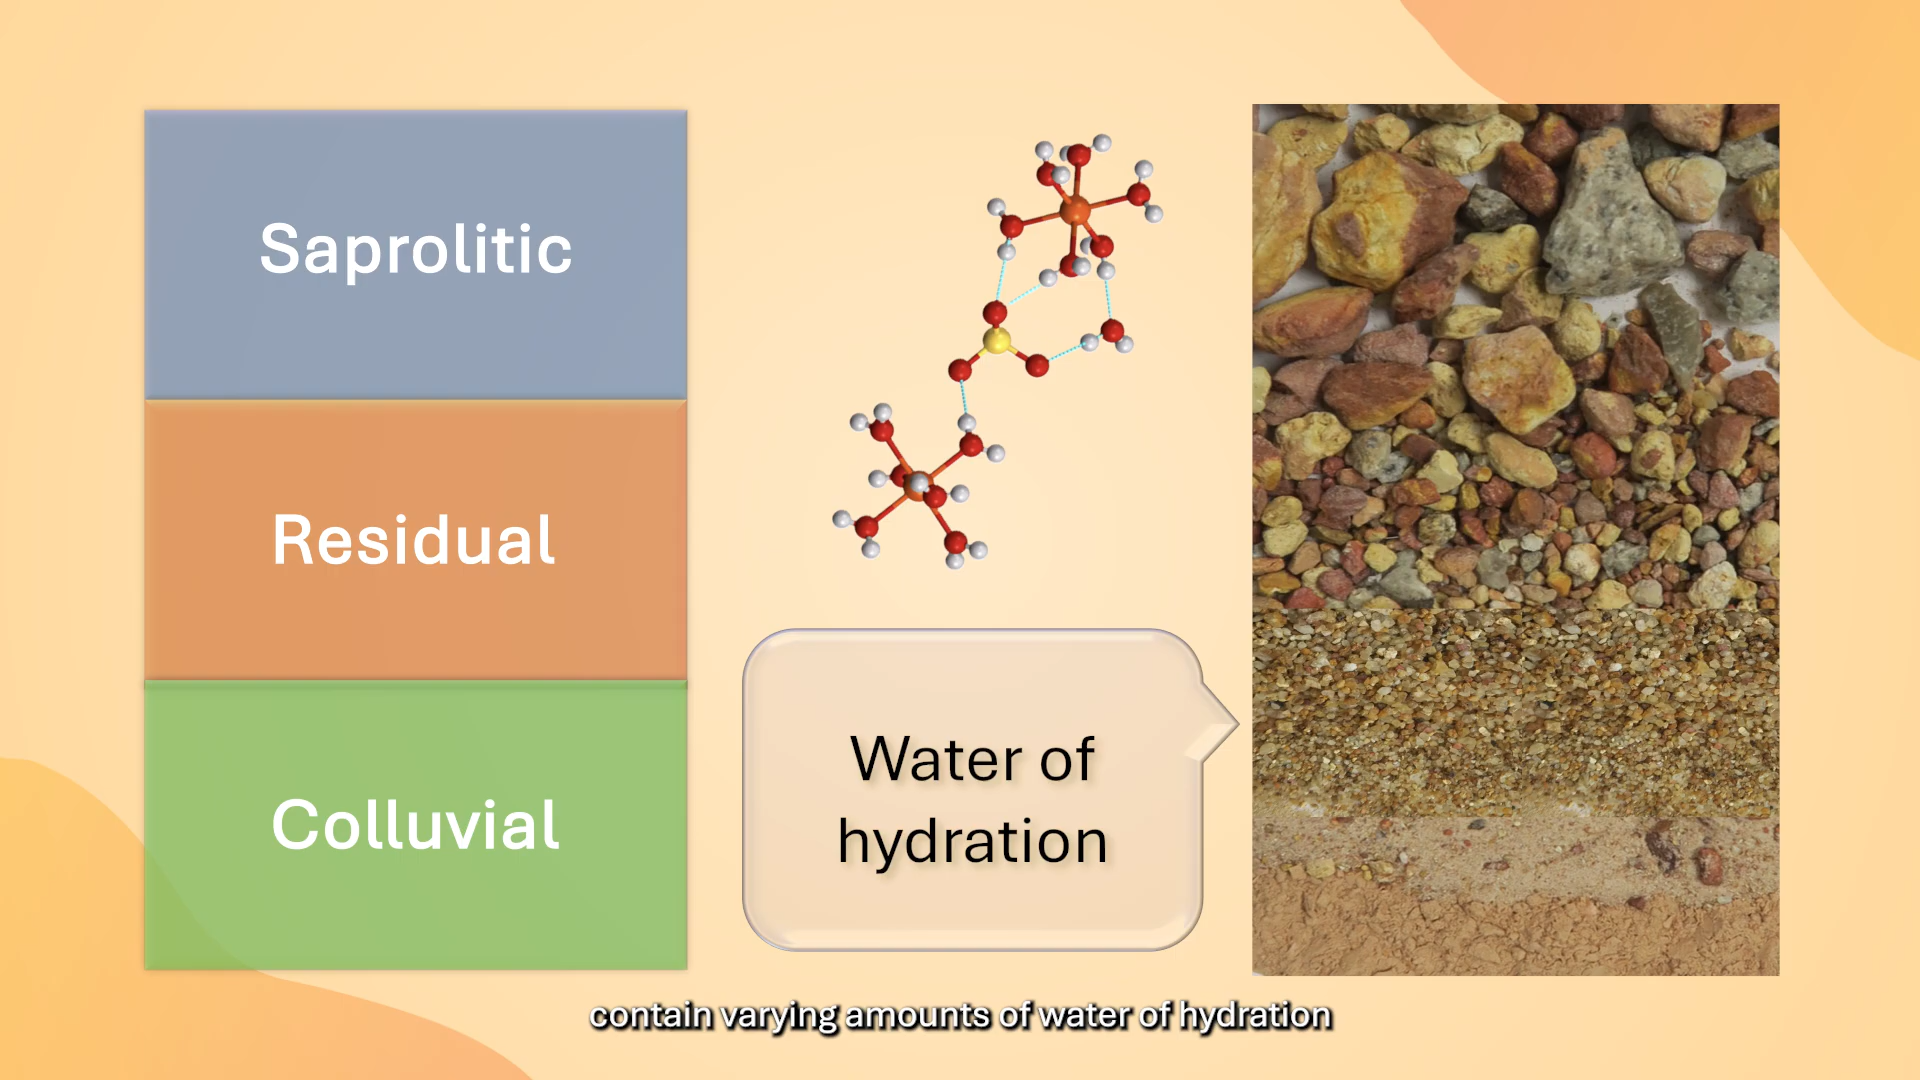 Saprolitic
Residual
Colluvial
Water of
hydration
contain varying amounts of water of hydration